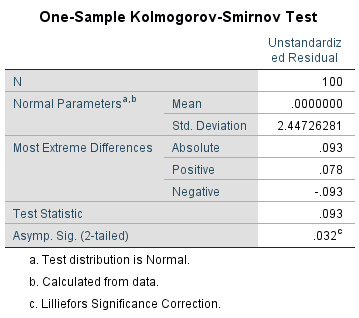 One-Sample Kolmogorov-Smirnov Test
Unstandardiz
ed Residual
N 100
Normal Parametersa,b Mean .0000000
Std. Deviation 2.44726281
Most Extreme Differences Absolute .093
Positive .078
Negative -.093
Test Statistic .093
Asymp. Sig. (2-tailed) .032c
a. Test distribution is Normal.
b. Calculated from data.
c. Lilliefors Significance Correction.